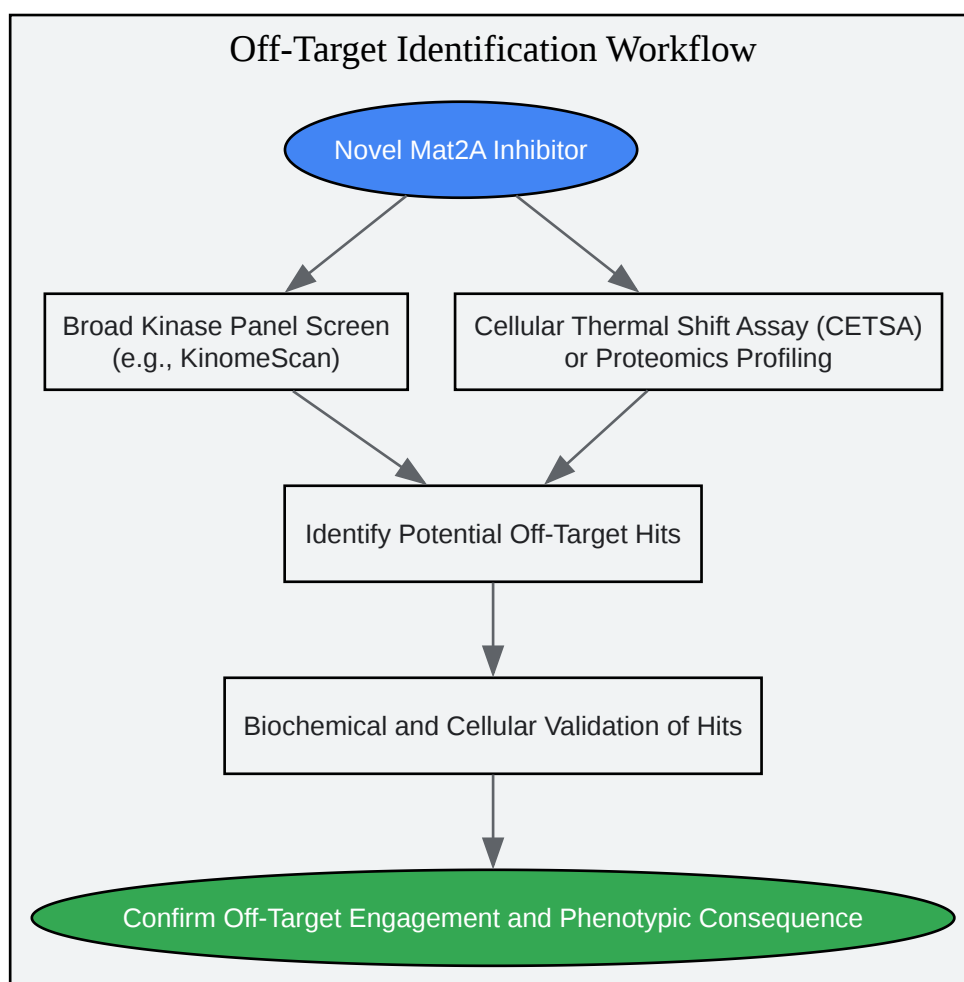 Off-Target Identification Workflow
Novel Mat2A Inhibitor
Broad Kinase Panel Screen
(e.g., KinomeScan)
Cellular Thermal Shift Assay (CETSA)
or Proteomics Profiling
Identify Potential Off-Target Hits
Biochemical and Cellular Validation of Hits
Confirm Off-Target Engagement and Phenotypic Consequence